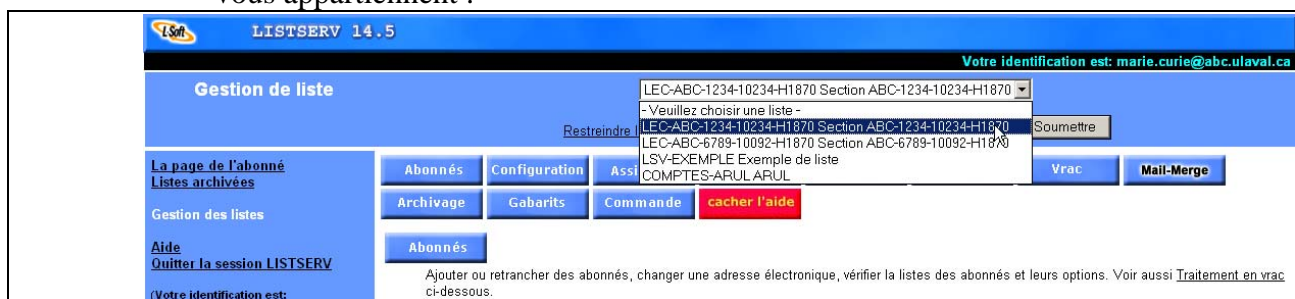 vous appartiennent :
L-Soft
LISTSERV 14.5
Votre identification est: marie.curie@abc.ulaval.ca
Gestion de liste
LEC-ABC-1234-10234-H1870 Section ABC-1234-10234-H1870
- Veuillez choisir une liste -
LEC-ABC-1234-10234-H1870 Section ABC-1234-10234-H1870
LEC-ABC-6789-10092-H1870 Section ABC-6789-10092-H1870
LSV-EXEMPLE Exemple de liste
COMPTES-ARUL ARUL
Restreindre
Soumettre
La page de l'abonné
Listes archivées
Gestion des listes
Aide
Quitter la session LISTSERV
(Votre identification est:
Abonnés Configuration Vrac Mail-Merge
Archivage Gabarits Commande cacher l'aide
Abonnés
Ajouter ou retrancher des abonnés, changer une adresse électronique, vérifier la listes des abonnés et leurs options. Voir aussi Traitement en vrac
ci-dessous.